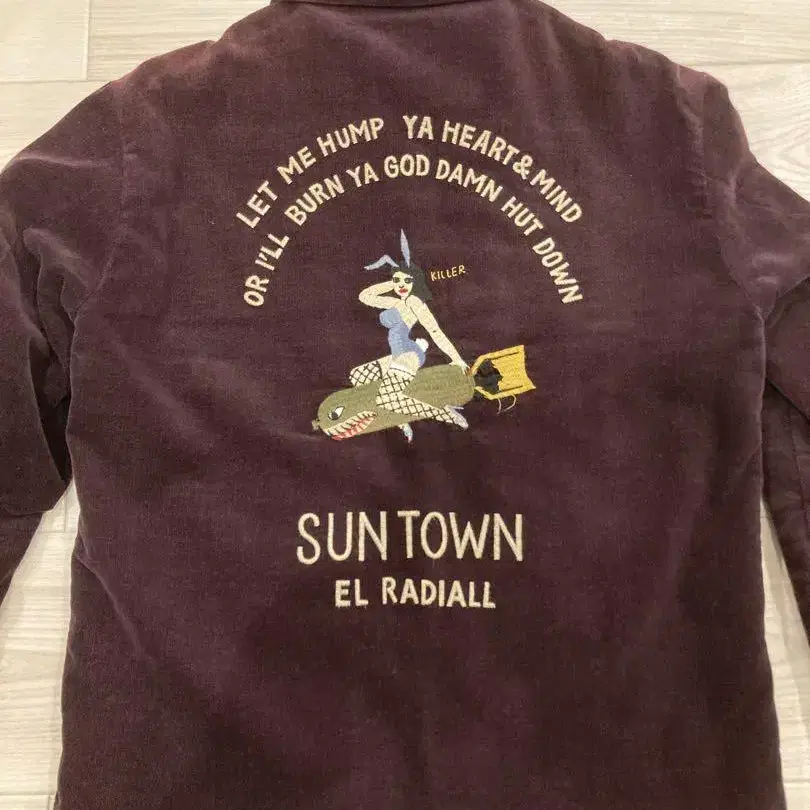 LET ME HUMP YA HEART & MIND
OR I'LL BURN YA GOD DAMN HUT DOWN
KILLER
SUN TOWN
EL RADIALL